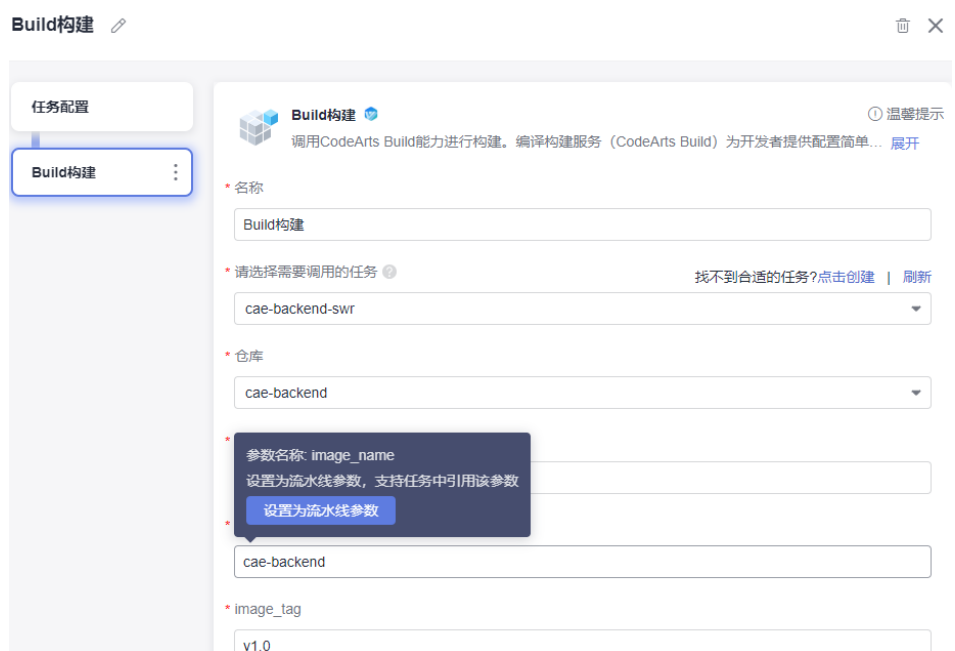 Build构建
任务配置
Build构建
Build构建
温馨提示
调用CodeArts Build能力进行构建。编译构建服务（CodeArts Build）为开发者提供配置简单... 展开
* 名称
Build构建
* 请选择需要调用的任务
找不到合适的任务?点击创建 | 刷新
cae-backend-swr
* 仓库
cae-backend
*
参数名称: image_name
设置为流水线参数，支持任务中引用该参数
设置为流水线参数
*
cae-backend
* image_tag
v1.0